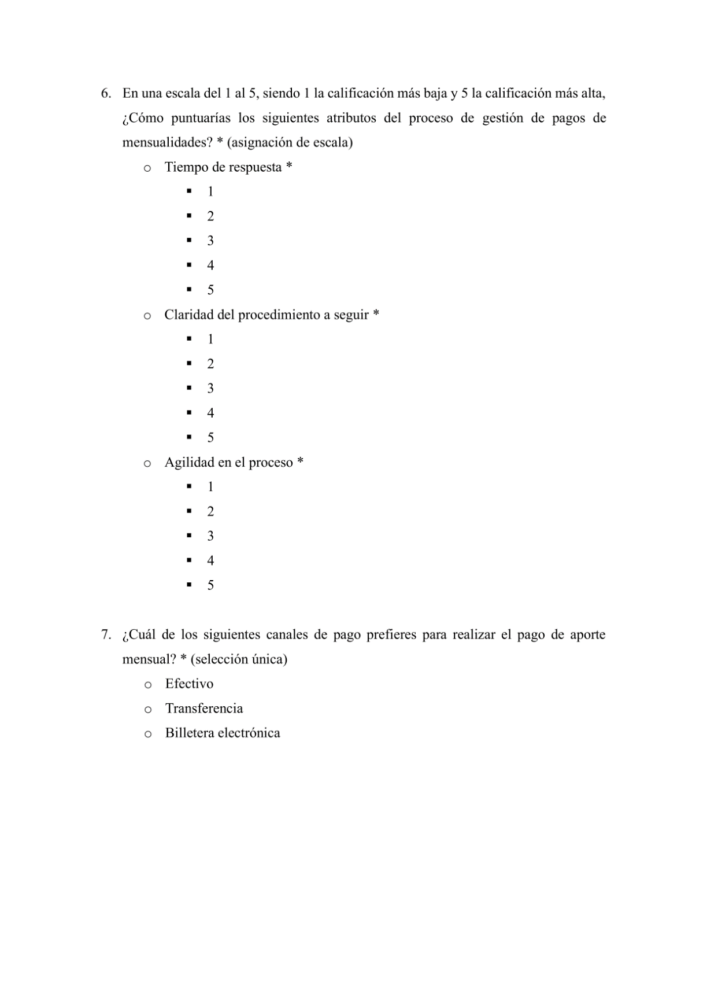 6. En una escala del 1 al 5, siendo 1 la calificación más baja y 5 la calificación más alta,
¿Cómo puntuarías los siguientes atributos del proceso de gestión de pagos de
mensualidades? * (asignación de escala)
o Tiempo de respuesta *
▪ 1
▪ 2
▪ 3
▪ 4
▪ 5
o Claridad del procedimiento a seguir *
▪ 1
▪ 2
▪ 3
▪ 4
▪ 5
o Agilidad en el proceso *
▪ 1
▪ 2
▪ 3
▪ 4
▪ 5
7. ¿Cuál de los siguientes canales de pago prefieres para realizar el pago de aporte
mensual? * (selección única)
o Efectivo
o Transferencia
o Billetera electrónica